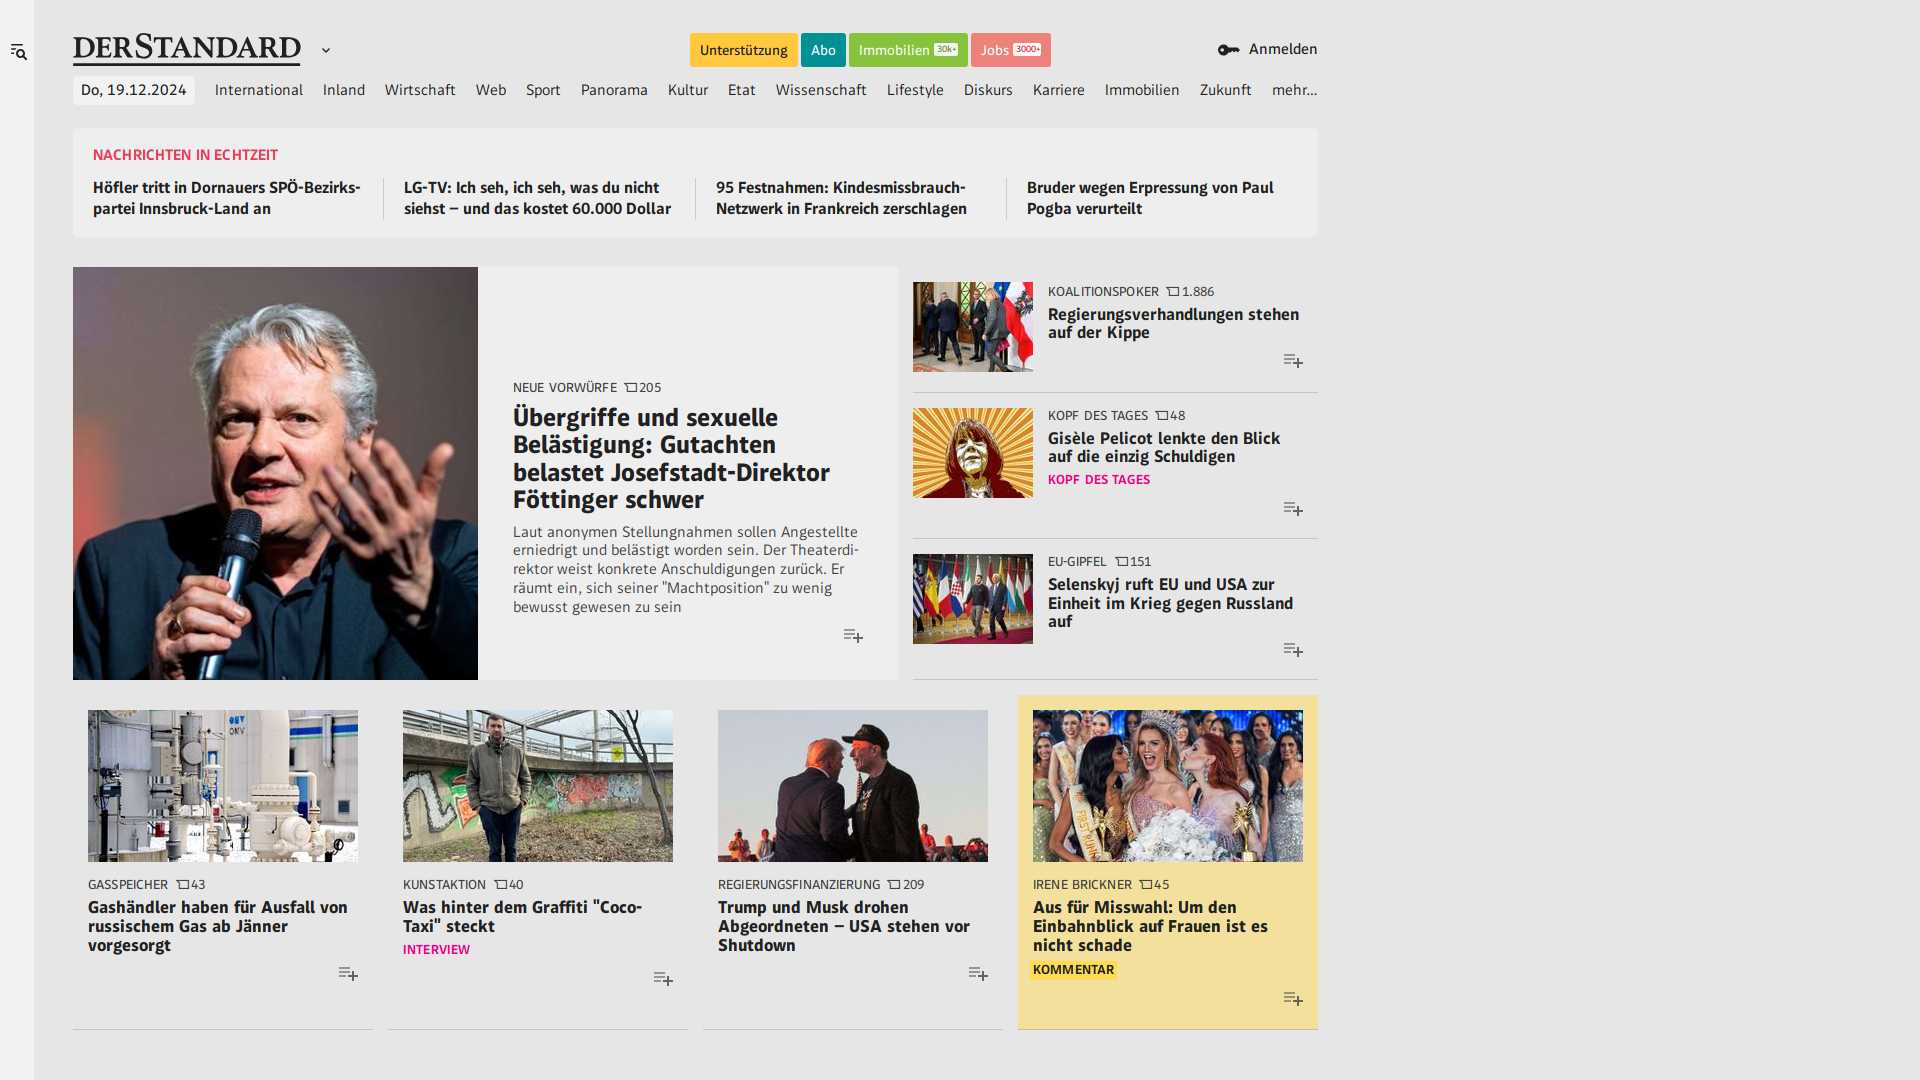 DERSTANDARD
Unterstützung
Abo
Immobilien 30k+
Jobs 3000+
Anmelden
Do, 19.12.2024
International
Inland
Wirtschaft
Web
Sport
Panorama
Kultur
Etat
Wissenschaft
Lifestyle
Diskurs
Karriere
Immobilien
Zukunft
mehr...
NACHRICHTEN IN ECHTZEIT
Höfler tritt in Dornauers SPÖ-Bezirks-
partei Innsbruck-Land an
LG-TV: Ich seh, ich seh, was du nicht
siehst – und das kostet 60.000 Dollar
95 Festnahmen: Kindesmissbrauch-
Netzwerk in Frankreich zerschlagen
Bruder wegen Erpressung von Paul
Pogba verurteilt
NEUE VORWÜRFE 205
Übergriffe und sexuelle
Belästigung: Gutachten
belastet Josefstadt-Direktor
Föttinger schwer
Laut anonymen Stellungnahmen sollen Angestellte
erniedrigt und belästigt worden sein. Der Theaterdi-
rektor weist konkrete Anschuldigungen zurück. Er
räumt ein, sich seiner "Machtposition" zu wenig
bewusst gewesen zu sein
KOALITIONSPOKER 1.886
Regierungsverhandlungen stehen
auf der Kippe
KOPF DES TAGES 48
Gisèle Pelicot lenkte den Blick
auf die einzig Schuldigen
KOPF DES TAGES
EU-GIPFEL 151
Selenskyj ruft EU und USA zur
Einheit im Krieg gegen Russland
auf
OMV
GASSPEICHER 43
Gashändler haben für Ausfall von
russischem Gas ab Jänner
vorgesorgt
KUNSTAKTION 40
Was hinter dem Graffiti "Coco-
Taxi" steckt
INTERVIEW
REGIERUNGSFINANZIERUNG 209
Trump und Musk drohen
Abgeordneten – USA stehen vor
Shutdown
FIRST RUNN
IRENE BRICKNER 45
Aus für Misswahl: Um den
Einbahnblick auf Frauen ist es
nicht schade
KOMMENTAR